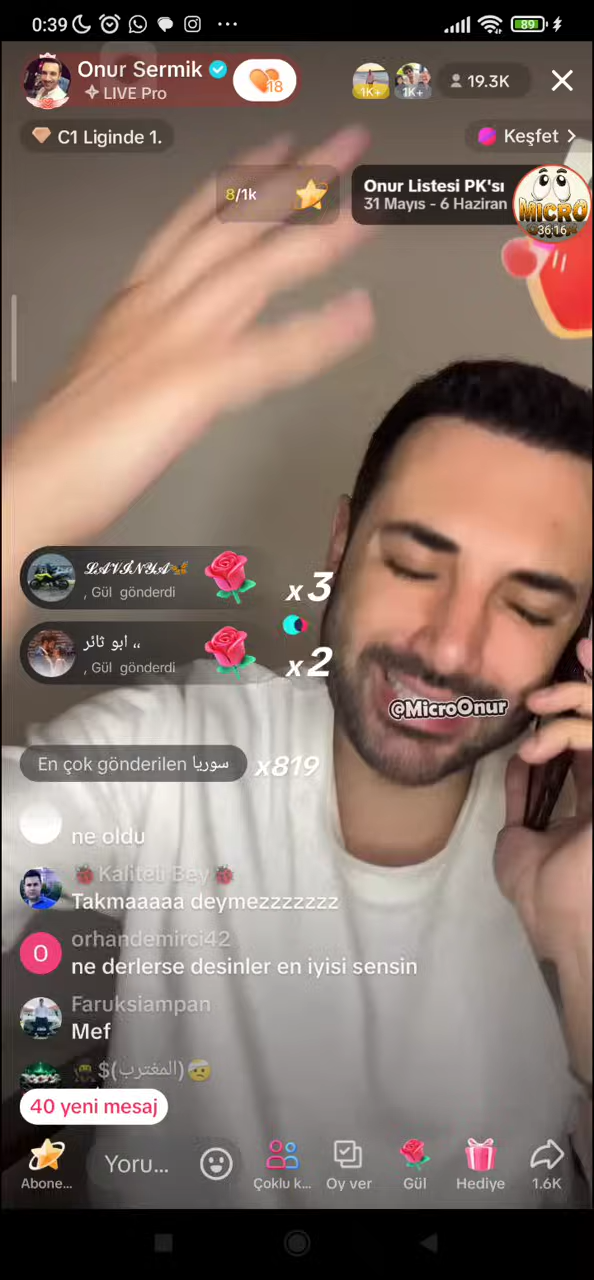 0:39
89
Onur Sermik
LIVE Pro
18
1K+
1K+
19.3K
C1 Liginde 1.
Keşfet
8/1k
Onur Listesi PK'sı
31 Mayıs - 6 Haziran
MICRO
36:16
𝓛𝓐𝓥𝓘̇𝓝𝓨𝓐
, Gül gönderdi
x3
ابو ثائر ،،
, Gül gönderdi
x2
@MicroOnur
En çok gönderilen سوريا
x819
ne oldu
Kaliteli Bey
Takmaaaaa deymezzzzzzz
O
orhandemirci42
ne derlerse desinler en iyisi sensin
Faruksiampan
Mef
$(المغترب)
40 yeni mesaj
Abone...
Yoru...
Çoklu k...
Oy ver
Gül
Hediye
1.6K